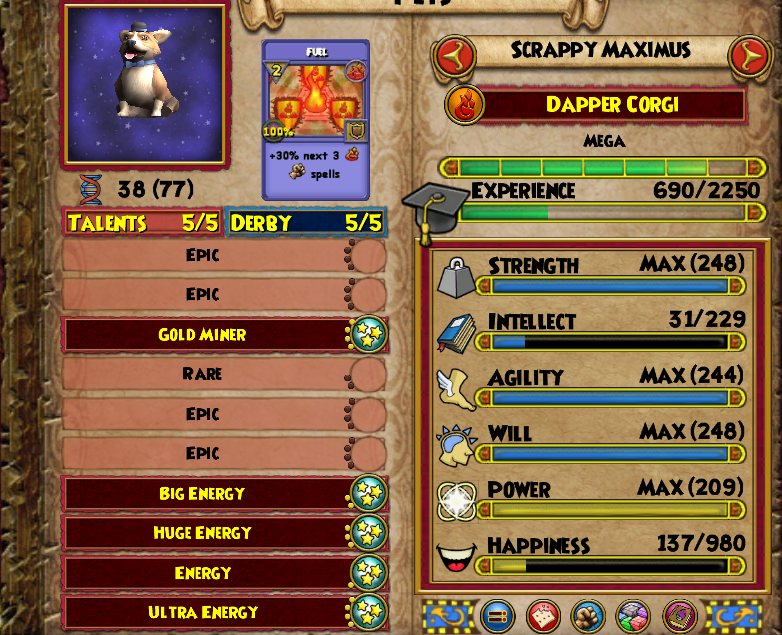 PETS
FUEL
2
100%
+30% next 3
spells
38 (77)
TALENTS 5/5
DERBY 5/5
EPIC
EPIC
GOLD MINER
RARE
EPIC
EPIC
BIG ENERGY
HUGE ENERGY
ENERGY
ULTRA ENERGY
SCRAPPY MAXIMUS
DAPPER CORGI
MEGA
EXPERIENCE 690/2250
STRENGTH MAX (248)
INTELLECT 31/229
AGILITY MAX (244)
WILL MAX (248)
POWER MAX (209)
HAPPINESS 137/980